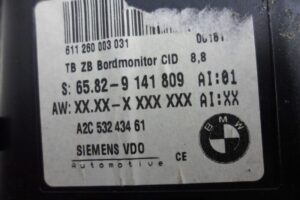 611 260 003 031
TB ZB Bordmonitor CID 8,8
S: 65.82-9 141 809 AI:01
AW: XX.XX-X XXX XXX AI:XX
A2C 532 434 61
BMW
SIEMENS VDO
Automotive CE